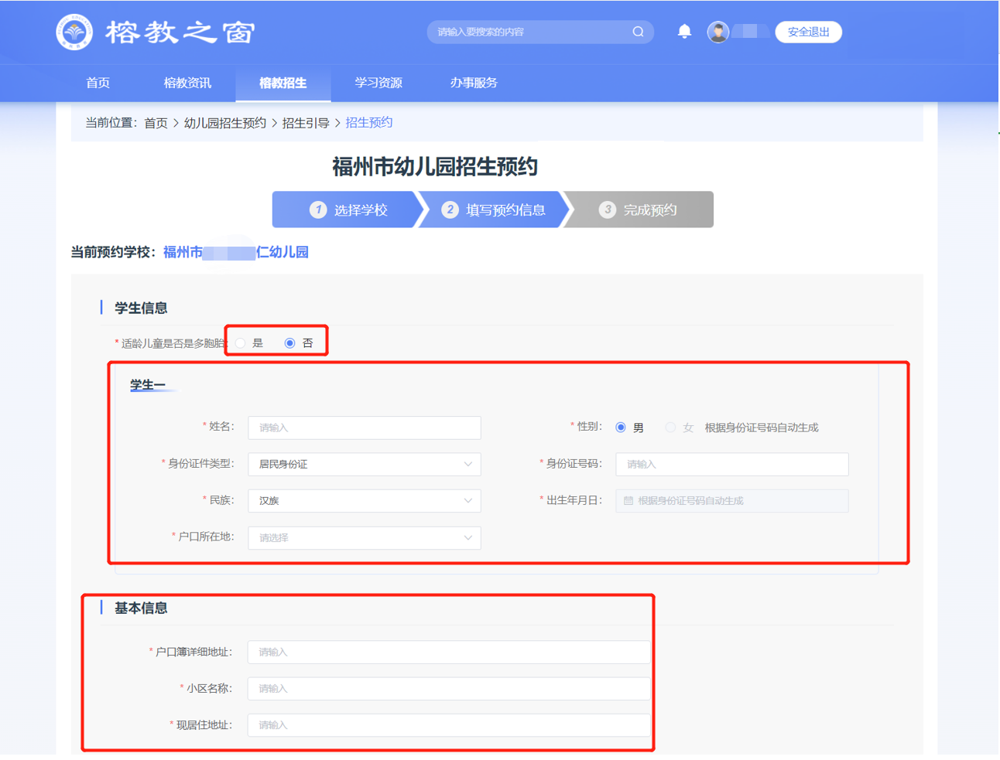 榕教之窗
请输入要搜索的内容
安全退出
首页 榕教资讯 榕教招生 学习资源 办事服务
当前位置：首页 > 幼儿园招生预约 > 招生引导 > 招生预约
福州市幼儿园招生预约
1 选择学校 2 填写预约信息 3 完成预约
当前预约学校：福州市 仁幼儿园
学生信息
* 适龄儿童是否是多胞胎: 是 否
学生一
* 姓名： 请输入 * 性别： 男 女 根据身份证号码自动生成
* 身份证件类型： 居民身份证 * 身份证号码： 请输入
* 民族： 汉族 * 出生年月日： 根据身份证号码自动生成
* 户口所在地： 请选择
基本信息
* 户口簿详细地址： 请输入
* 小区名称： 请输入
* 现居住地址： 请输入